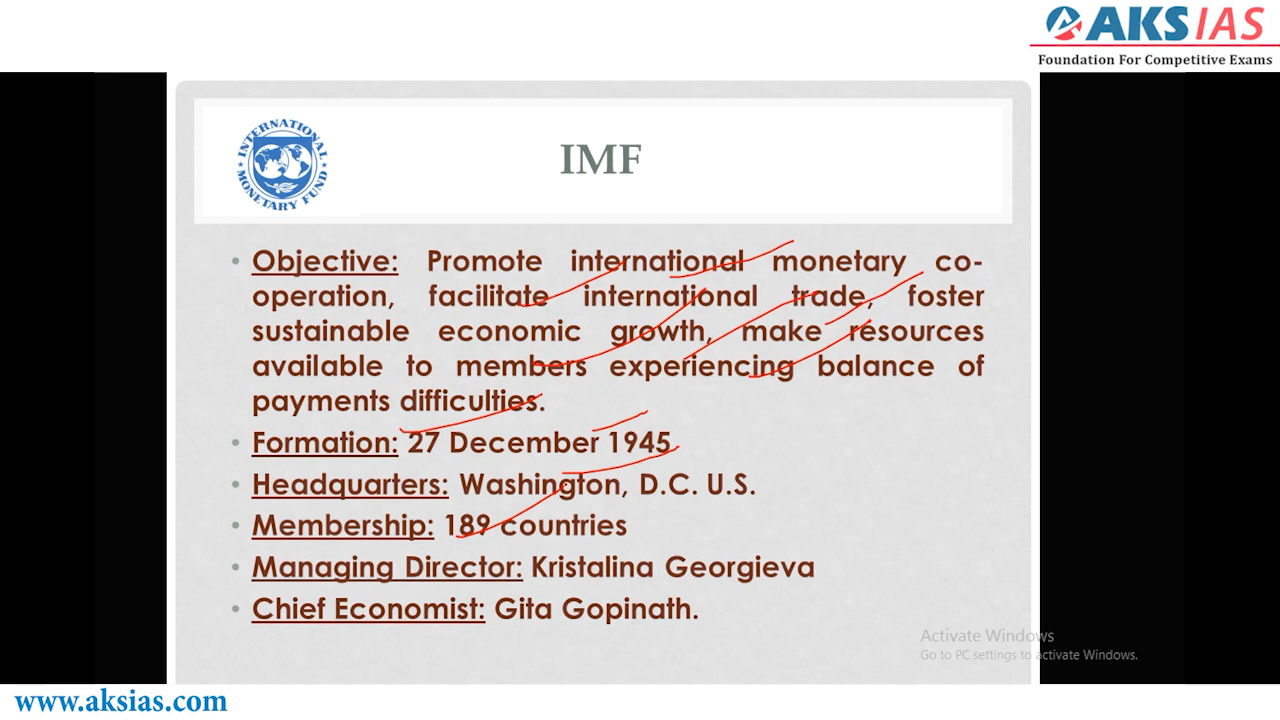 AKS IAS
Foundation For Competitive Exams
INTERNATIONAL MONETARY FUND
IMF
• Objective: Promote international monetary co-
operation, facilitate international trade, foster
sustainable economic growth, make resources
available to members experiencing balance of
payments difficulties.
• Formation: 27 December 1945
• Headquarters: Washington, D.C. U.S.
• Membership: 189 countries
• Managing Director: Kristalina Georgieva
• Chief Economist: Gita Gopinath.
Activate Windows
Go to PC settings to activate Windows.
www.aksias.com